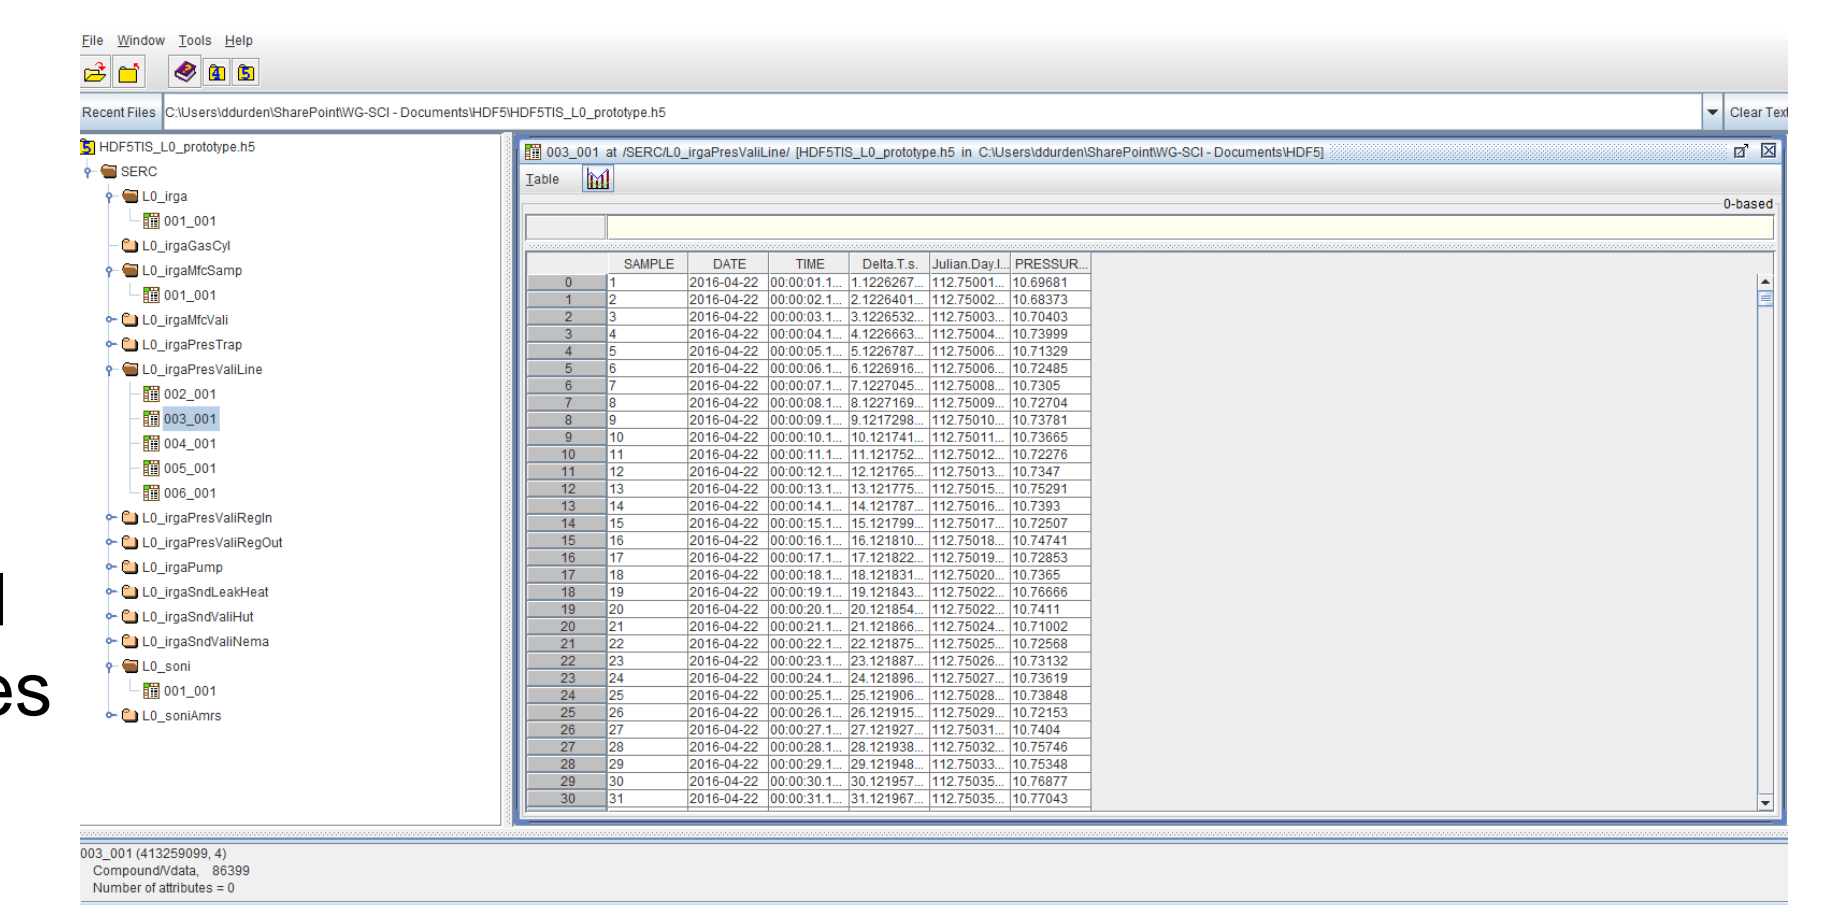 File Window Tools Help
Recent Files C:\Users\ddurden\SharePoint\WG-SCI - Documents\HDF5\HDF5TIS_L0_prototype.h5 Clear Text
HDF5TIS_L0_prototype.h5
SERC
L0_irga
001_001
L0_irgaGasCyl
L0_irgaMfcSamp
001_001
L0_irgaMfcVali
L0_irgaPresTrap
L0_irgaPresValiLine
002_001
003_001
004_001
005_001
006_001
L0_irgaPresValiRegIn
L0_irgaPresValiRegOut
L0_irgaPump
L0_irgaSndLeakHeat
L0_irgaSndValiHut
L0_irgaSndValiNema
L0_soni
001_001
L0_soniAmrs
es
003_001 at /SERC/L0_irgaPresValiLine/ [HDF5TIS_L0_prototype.h5 in C:\Users\ddurden\SharePoint\WG-SCI - Documents\HDF5]
Table
0-based
SAMPLE DATE TIME Delta.T.s. Julian.Day.I... PRESSUR...
0 1 2016-04-22 00:00:01.1... 1.1226267... 112.75001... 10.69681
1 2 2016-04-22 00:00:02.1... 2.1226401... 112.75002... 10.68373
2 3 2016-04-22 00:00:03.1... 3.1226532... 112.75003... 10.70403
3 4 2016-04-22 00:00:04.1... 4.1226663... 112.75004... 10.73999
4 5 2016-04-22 00:00:05.1... 5.1226787... 112.75006... 10.71329
5 6 2016-04-22 00:00:06.1... 6.1226916... 112.75006... 10.72485
6 7 2016-04-22 00:00:07.1... 7.1227045... 112.75008... 10.7305
7 8 2016-04-22 00:00:08.1... 8.1227169... 112.75009... 10.72704
8 9 2016-04-22 00:00:09.1... 9.1217298... 112.75010... 10.73781
9 10 2016-04-22 00:00:10.1... 10.121741... 112.75011... 10.73665
10 11 2016-04-22 00:00:11.1... 11.121752... 112.75012... 10.72276
11 12 2016-04-22 00:00:12.1... 12.121765... 112.75013... 10.7347
12 13 2016-04-22 00:00:13.1... 13.121775... 112.75015... 10.75291
13 14 2016-04-22 00:00:14.1... 14.121787... 112.75016... 10.7393
14 15 2016-04-22 00:00:15.1... 15.121799... 112.75017... 10.72507
15 16 2016-04-22 00:00:16.1... 16.121810... 112.75018... 10.74741
16 17 2016-04-22 00:00:17.1... 17.121822... 112.75019... 10.72853
17 18 2016-04-22 00:00:18.1... 18.121831... 112.75020... 10.7365
18 19 2016-04-22 00:00:19.1... 19.121843... 112.75022... 10.76666
19 20 2016-04-22 00:00:20.1... 20.121854... 112.75022... 10.7411
20 21 2016-04-22 00:00:21.1... 21.121866... 112.75024... 10.71002
21 22 2016-04-22 00:00:22.1... 22.121875... 112.75025... 10.72568
22 23 2016-04-22 00:00:23.1... 23.121887... 112.75026... 10.73132
23 24 2016-04-22 00:00:24.1... 24.121896... 112.75027... 10.73619
24 25 2016-04-22 00:00:25.1... 25.121906... 112.75028... 10.73848
25 26 2016-04-22 00:00:26.1... 26.121915... 112.75029... 10.72153
26 27 2016-04-22 00:00:27.1... 27.121927... 112.75031... 10.7404
27 28 2016-04-22 00:00:28.1... 28.121938... 112.75032... 10.75746
28 29 2016-04-22 00:00:29.1... 29.121948... 112.75033... 10.75348
29 30 2016-04-22 00:00:30.1... 30.121957... 112.75035... 10.76877
30 31 2016-04-22 00:00:31.1... 31.121967... 112.75035... 10.77043
003_001 (413259099, 4)
Compound/Vdata, 86399
Number of attributes = 0